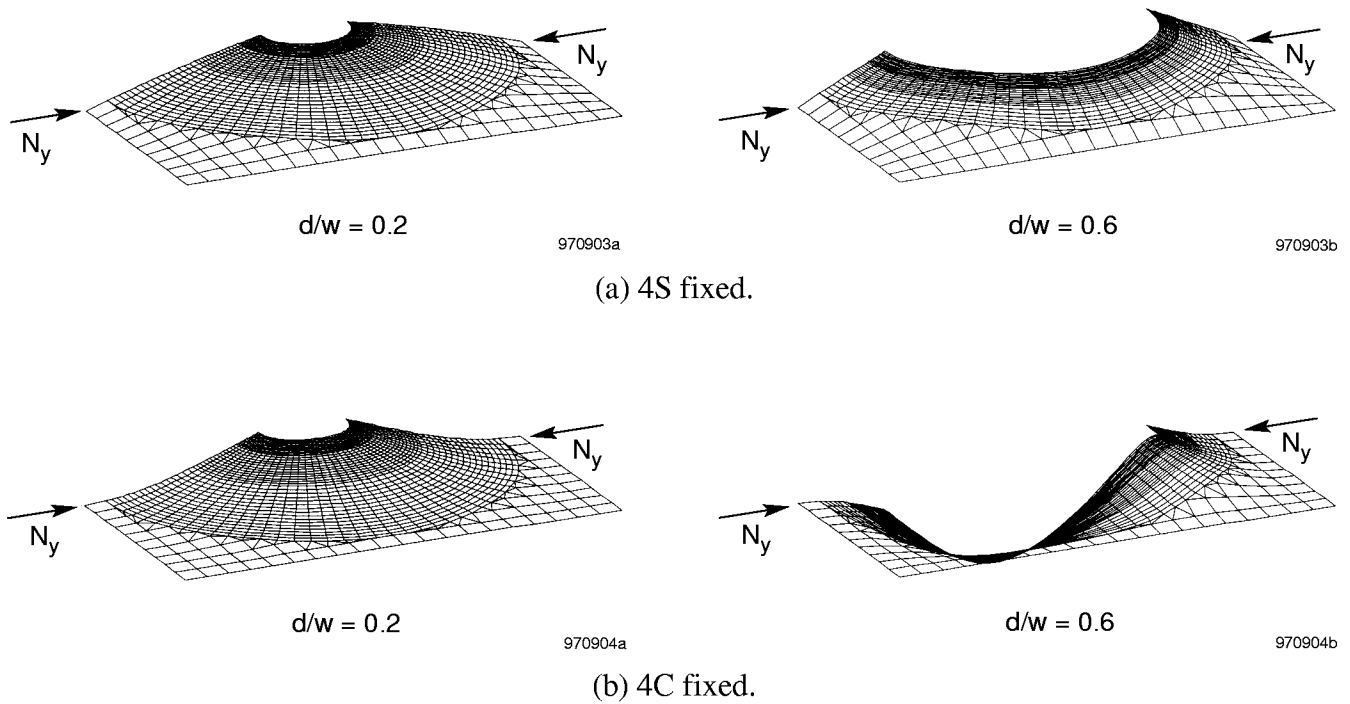 N_y N_y
N_y N_y
d/w = 0.2 d/w = 0.6
970903a 970903b
(a) 4S fixed.
N_y N_y
N_y N_y
d/w = 0.2 d/w = 0.6
970904a 970904b
(b) 4C fixed.